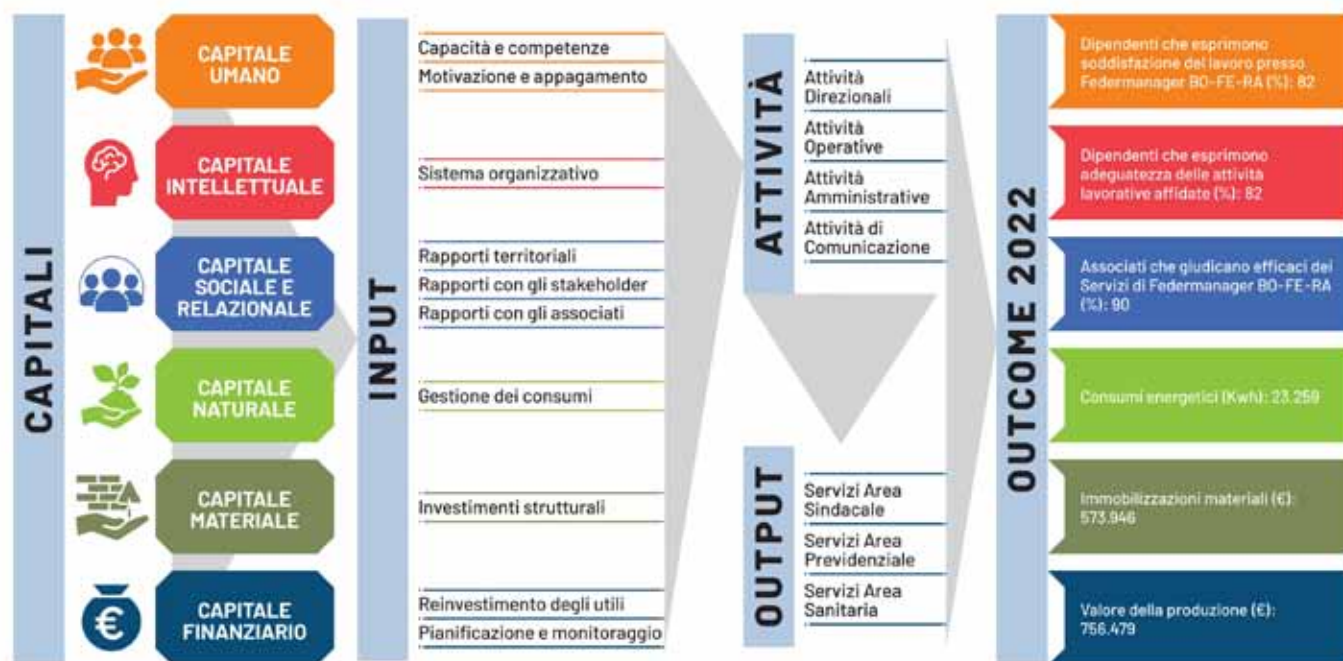 CAPITALI
CAPITALE
UMANO
CAPITALE
INTELLETTUALE
CAPITALE
SOCIALE E
RELAZIONALE
CAPITALE
NATURALE
CAPITALE
MATERIALE
€
CAPITALE
FINANZIARIO
INPUT
Capacità e competenze
Motivazione e appagamento
Sistema organizzativo
Rapporti territoriali
Rapporti con gli stakeholder
Rapporti con gli associati
Gestione dei consumi
Investimenti strutturali
Reinvestimento degli utili
Pianificazione e monitoraggio
ATTIVITÀ
Attività
Direzionali
Attività
Operative
Attività
Amministrative
Attività di
Comunicazione
OUTPUT
Servizi Area
Sindacale
Servizi Area
Previdenziale
Servizi Area
Sanitaria
OUTCOME 2022
Dipendenti che esprimono
soddisfazione del lavoro presso
Federmanager BO-FE-RA (%): 82
Dipendenti che esprimono
adeguatezza delle attività
lavorative affidate (%): 82
Associati che giudicano efficaci dei
Servizi di Federmanager BO-FE-RA
(%): 90
Consumi energetici (Kwh): 23.259
Immobilizzazioni materiali (€):
573.946
Valore della produzione (€):
756.479